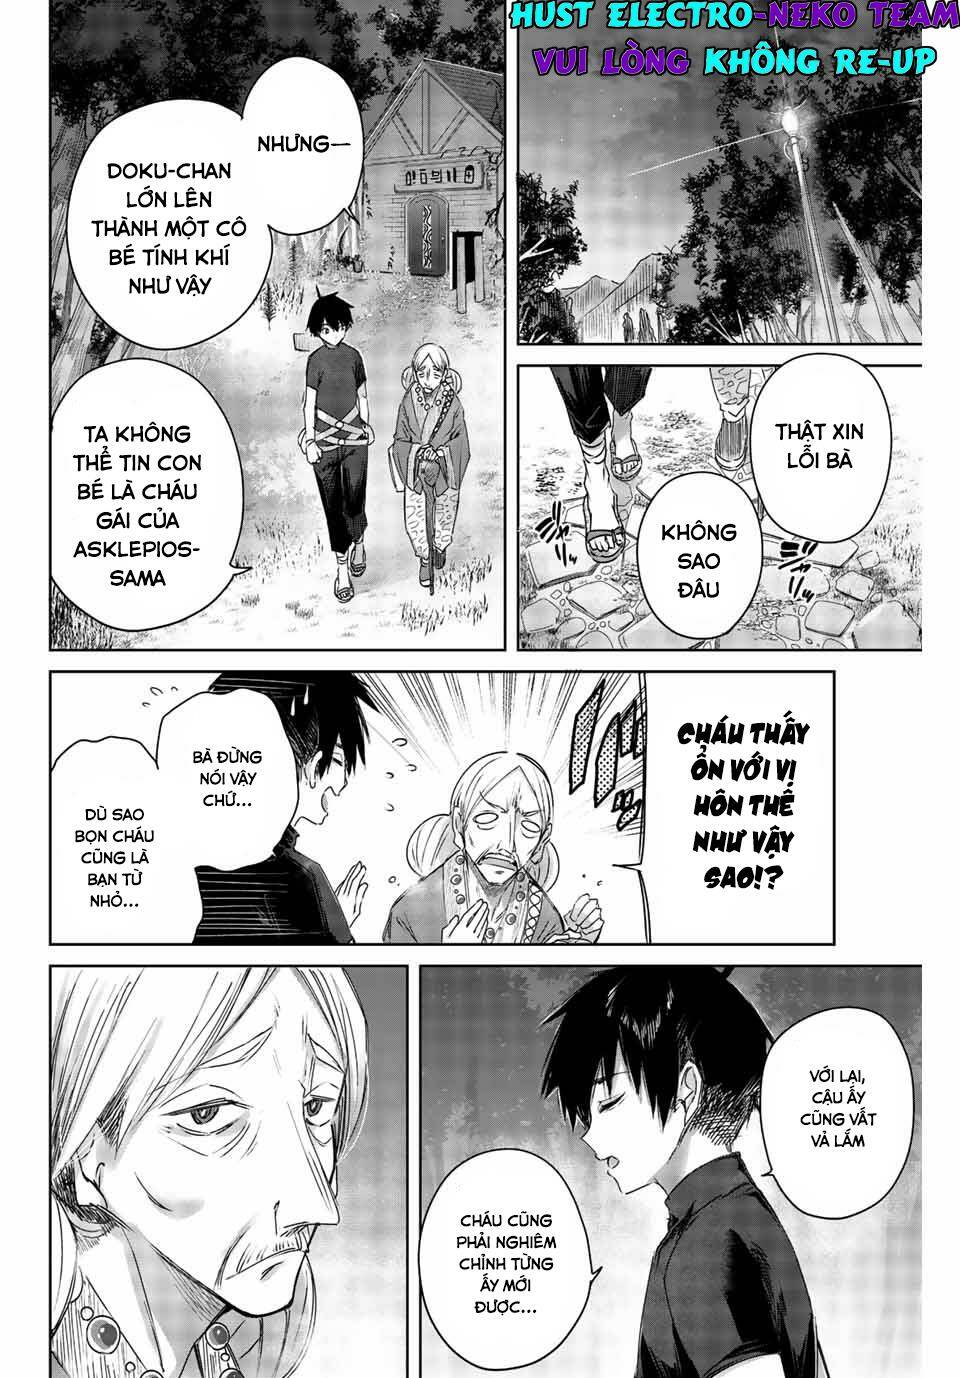 HUST ELECTRO-NEKO TEAM
VUI LÒNG KHÔNG RE-UP
THẬT XIN
LỖI BÀ
KHÔNG
SAO
ĐÂU
NHƯNG—
DOKU-CHAN
LỚN LÊN
THÀNH MỘT CÔ
BÉ TÍNH KHÍ
NHƯ VẬY
TA KHÔNG
THỂ TIN CON
BÉ LÀ CHÁU
GÁI CỦA
ASKLEPIOS-
SAMA
CHÁU THẤY
ỔN VỚI VỊ
HÔN THÊ
NHƯ VẬY
SAO!?
BÀ ĐỪNG
NÓI VẬY
CHỨ...
DÙ SAO
BỌN CHÁU
CŨNG LÀ
BẠN TỪ
NHỎ...
VỚI LẠI,
CẬU ẤY
CŨNG VẤT
VẢ LẮM
CHÁU CŨNG
PHẢI NGHIÊM
CHỈNH TỪNG
ẤY MỚI
ĐƯỢC...